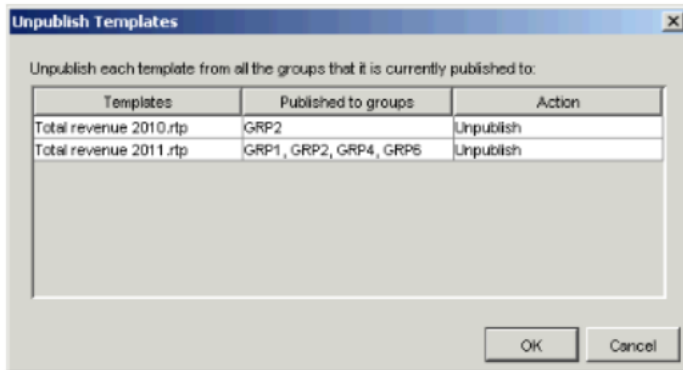 Unpublish Templates
Unpublish each template from all the groups that it is currently published to:
Templates Published to groups Action
Total revenue 2010.rtp GRP2 Unpublish
Total revenue 2011.rtp GRP1, GRP2, GRP4, GRP6 Unpublish
OK Cancel